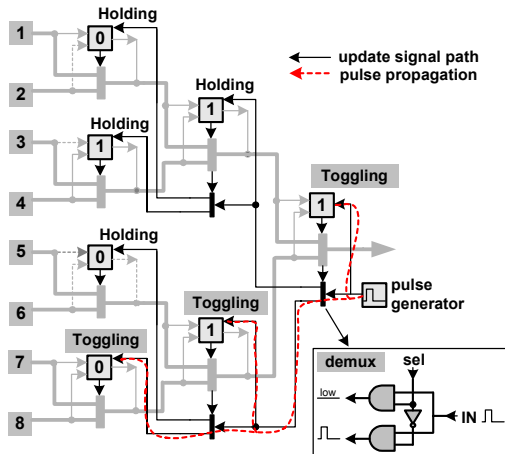 Holding
1
0
update signal path
pulse propagation
2
Holding
1
Holding
3
1
Toggling
4
1
Holding
5
0
pulse
generator
Toggling
6
1
Toggling
demux
sel
7
0
low
IN
8